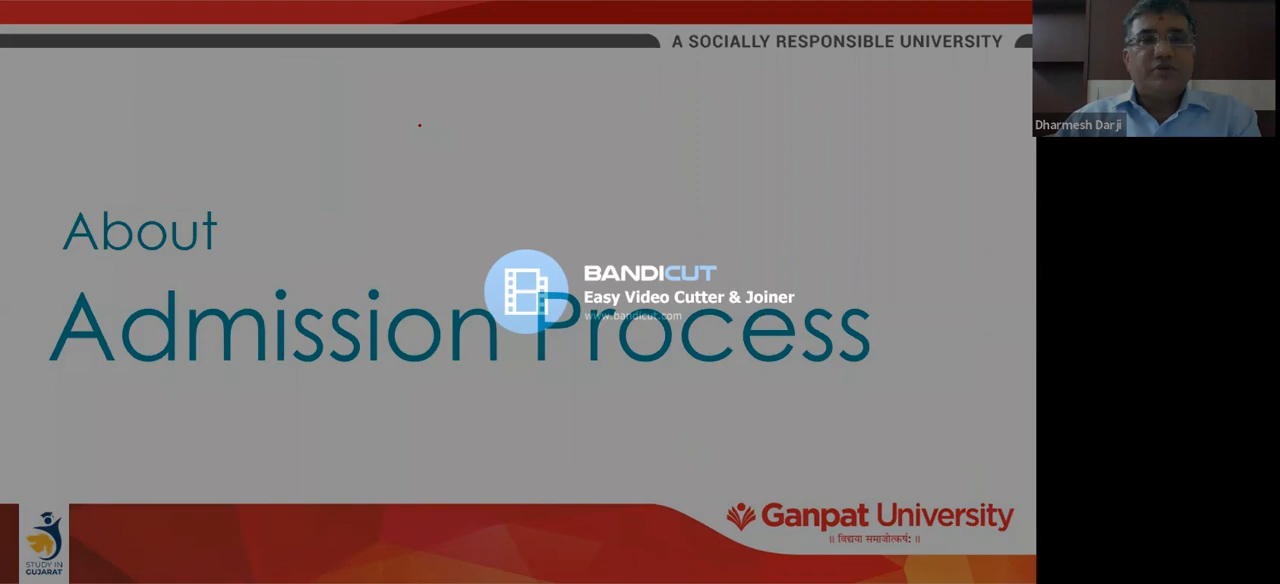 A SOCIALLY RESPONSIBLE UNIVERSITY
Dharmesh Darji
About
Admission Process
BANDICUT
Easy Video Cutter & Joiner
www.bandicut.com
Ganpat University
॥ विद्यया समाजोत्कर्षः ॥
STUDY IN
GUJARAT